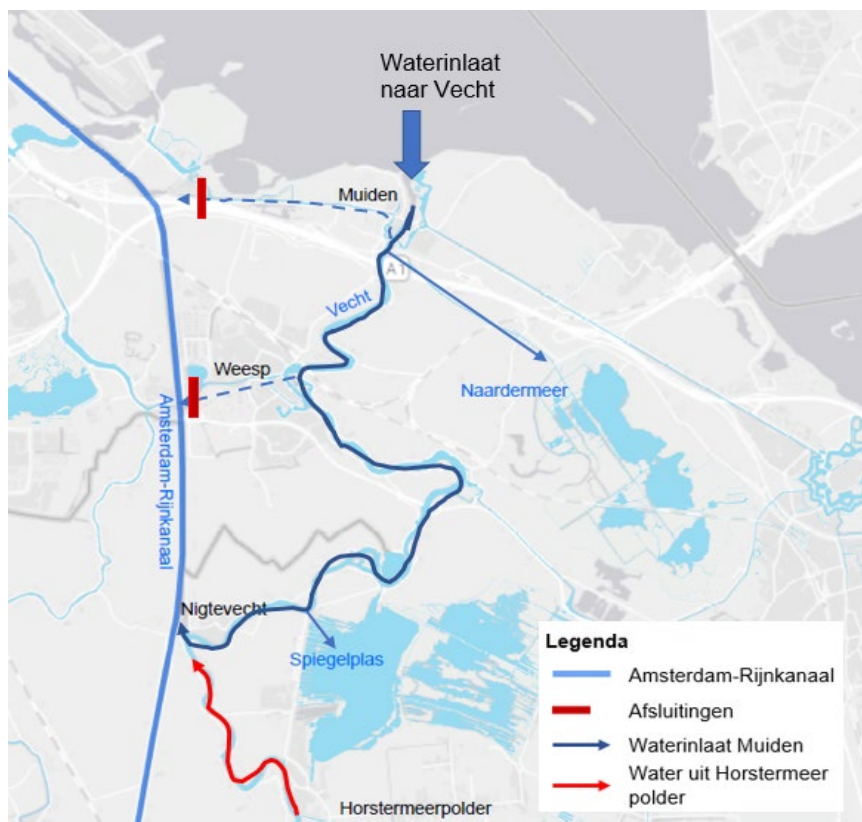 Waterinlaat
naar Vecht
Muiden
A1
Vecht
Weesp
Naardermeer
Amsterdam-Rijnkanaal
Nigtevecht
Spiegelplas
Horstermeerpolder
Legenda
Amsterdam-Rijnkanaal
Afsluitingen
Waterinlaat Muiden
Water uit Horstermeer
polder